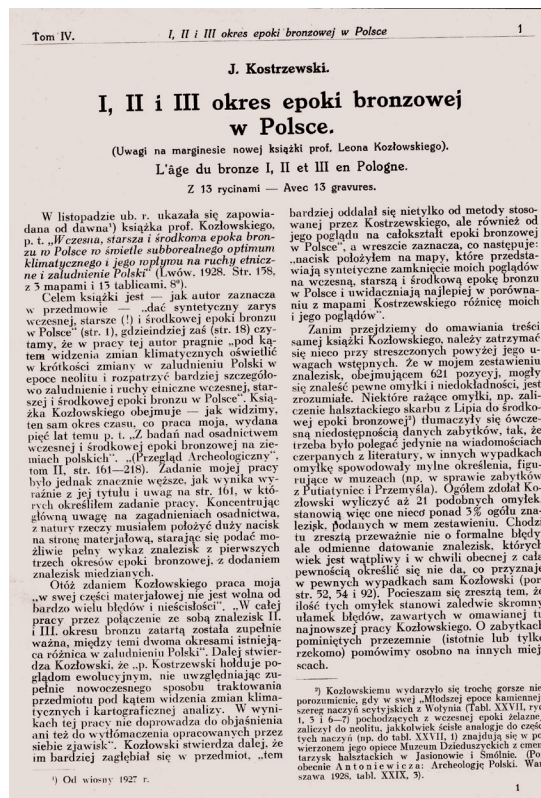 Tom IV.
I, II i III okres epoki bronzowej w Polsce
1
J. Kostrzewski.
I, II i III okres epoki bronzowej
w Polsce.
(Uwagi na marginesie nowej książki prof. Leona Kozłowskiego).
L'âge du bronze I, II et III en Pologne.
Z 13 rycinami — Avec 13 gravures.
W listopadzie ub. r. ukazała się zapowia-
dana od dawna¹) książka prof. Kozłowskiego,
p. t. „Wczesna, starsza i środkowa epoka bron-
zu w Polsce w świetle subborealnego optimum
klimatycznego i jego wpływu na ruchy etnicz-
ne i zaludnienie Polski" (Lwów. 1928. Str. 158,
z 3 mapami i 13 tablicami. 8°).
Celem książki jest — jak autor zaznacza
w przedmowie — „dać syntetyczny zarys
wczesnej, starsze (!) i środkowej epoki bronzu
w Polsce" (str. 1), gdzieindziej zaś (str. 18) czy-
tamy, że w pracy tej autor pragnie „pod ką-
tem widzenia zmian klimatycznych oświetlić
w krótkości zmiany w zaludnieniu Polski w
epoce neolitu i rozpatrzyć bardziej szczegóło-
wo zaludnienie i ruchy etniczne wczesnej, star-
szej i środkowej epoki bronzu w Polsce". Ksią-
żka Kozłowskiego obejmuje — jak widzimy,
ten sam okres czasu, co praca moja, wydana
pięć lat temu p. t. „Z badań nad osadnictwem
wczesnej i środkowej epoki bronzowej na zie-
miach polskich". „(Przegląd Archeologiczny",
tom II, str. 161—218). Zadanie mojej pracy
było jednak znacznie węższe, jak wynika wy-
raźnie z jej tytułu i uwag na str. 161, w któ-
rych określiłem zadanie pracy. Koncentrując
główną uwagę na zagadnieniach osadnictwa,
z natury rzeczy musiałem położyć duży nacisk
na stronę materjałową, starając się podać mo-
żliwie pełny wykaz znalezisk z pierwszych
trzech okresów epoki bronzowej, z dodaniem
znalezisk miedzianych.
Otóż zdaniem Kozłowskiego praca moja
„w swej części materjałowej nie jest wolna od
bardzo wielu błędów i nieścisłości". „W całej
pracy przez połączenie ze sobą znalezisk II.
i III. okresu bronzu zatartą została zupełnie
ważna, między temi dwoma okresami istnieją-
ca różnica w zaludnieniu Polski". Dalej stwier-
dza Kozłowski, że „p. Kostrzewski hołduje po-
glądom ewolucyjnym, nie uwzględniając zu-
pełnie nowoczesnego sposobu traktowania
przedmiotu pod kątem widzenia zmian klima-
tycznych i kartograficznej analizy. W wyni-
kach tej pracy nie doprowadza do objaśnienia
ani też do wytłómaczenia opracowanych przez
siebie zjawisk". Kozłowski stwierdza dalej, że
im bardziej zagłębiał się w przedmiot, „tem
¹) Od wiosny 1927 r.
bardziej oddalał się nietylko od metody stoso-
wanej przez Kostrzewskiego, ale również od
jego poglądu na całokształt epoki bronzowej
w Polsce", a wreszcie zaznacza, co następuje:
„nacisk położyłem na mapy, które przedsta-
wiają syntetyczne zamknięcie moich poglądów
na wczesną, starszą i środkową epokę bronzu
w Polsce i uwidaczniają najlepiej w porówna-
niu z mapami Kostrzewskiego różnicę moich
i jego poglądów".
Zanim przejdziemy do omawiania treści
samej książki Kozłowskiego, należy zatrzymać
się nieco przy streszczonych powyżej jego u-
wagach wstępnych. Że w mojem zestawieniu
znalezisk, obejmującem 621 pozycyj, mogły
się znaleść pewne omyłki i niedokładności, jest
zrozumiałe. Niektóre rażące omyłki, np. zali-
czenie halsztackiego skarbu z Lipia do środko-
wej epoki bronzowej²) tłumaczyły się ówcze-
sną niedostępnością danych zabytków, tak, że
trzeba było polegać jedynie na wiadomościach
czerpanych z literatury, w innych wypadkach
omyłkę spowodowały mylne określenia, figu-
rujące w muzeach (np. w sprawie zabytków
z Putiatyniec i Przemyśla). Ogółem zdołał Ko-
złowski wyliczyć aż 21 podobnych omyłek,
stanowią więc one nieco ponad 3% ogółu zna-
lezisk, podanych w mem zestawieniu. Chodzi
tu zresztą przeważnie nie o formalne błędy,
ale odmienne datowanie znalezisk, których
wiek jest wątpliwy i w chwili obecnej z całą
pewnością określić się nie da, co przyznaje
w pewnych wypadkach sam Kozłowski (por.
str. 52, 54 i 92). Pocieszam się zresztą tem, że
ilość tych omyłek stanowi zaledwie skromny
ułamek błędów, zawartych w omawianej tu
najnowszej pracy Kozłowskiego. O zabytkach
pominiętych przezemnie (istotnie lub tylko
rzekomo) pomówimy osobno na innych miej-
scach.
²) Kozłowskiemu wydarzyło się trochę gorsze nie-
porozumienie, gdy w swej „Młodszej epoce kamiennej"
szereg naczyń scytyjskich z Wołynia (Tabl. XXVII, ryc.
1, 3 i 6—7) pochodzących z wczesnej epoki żelaznej
zaliczył do neolitu, jakkolwiek ścisłe analogje do części
tych naczyń (np. do tabl. XXVII, 1) znajdują się w po-
wierzonem jego opiece Muzeum Dzieduszyckich z cmen-
tarzysk halsztackich w Jasionowie i Smólnie. (Por.
obecnie Antoniewicza: Archeologję Polski. War-
szawa 1928, tabl. XXIX, 3).
1